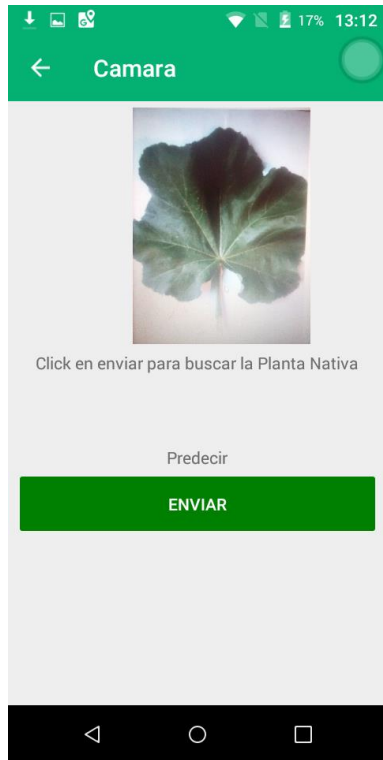 17% 13:12
Camara
Click en enviar para buscar la Planta Nativa
Predecir
ENVIAR